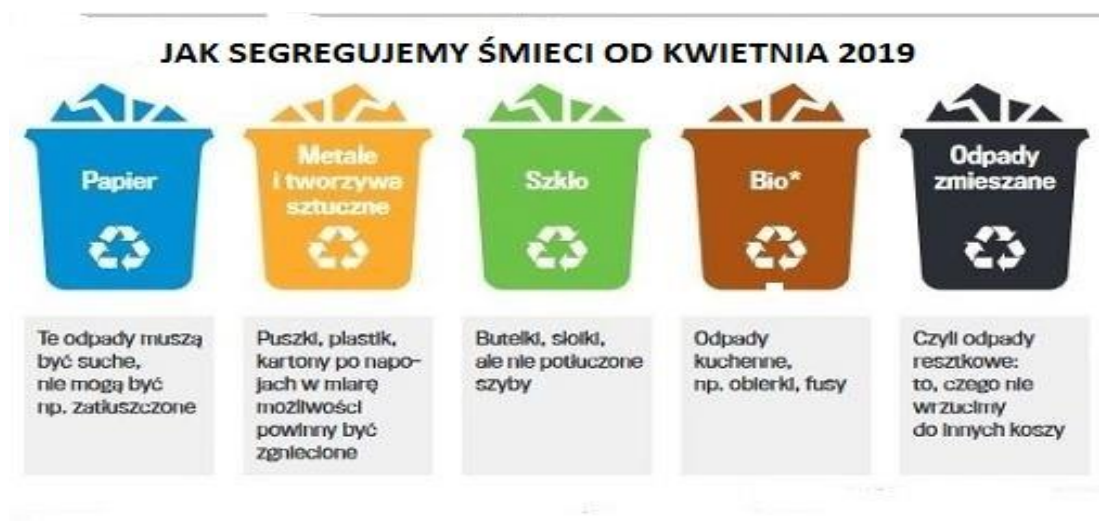 JAK SEGREGUJEMY ŚMIECI OD KWIETNIA 2019
Papier
Metale
i tworzywa
sztuczne
Szkło
Bio*
Odpady
zmieszane
Te odpady muszą
być suche,
nie mogą być
np. zatłuszczone
Puszki, plastik,
kartony po napo-
jach w miarę
możliwości
powinny być
zgniecione
Butelki, słoiki,
ale nie potłuczone
szyby
Odpady
kuchenne,
np. obierki, fusy
Czyli odpady
resztkowe:
to, czego nie
wrzucimy
do innych koszy